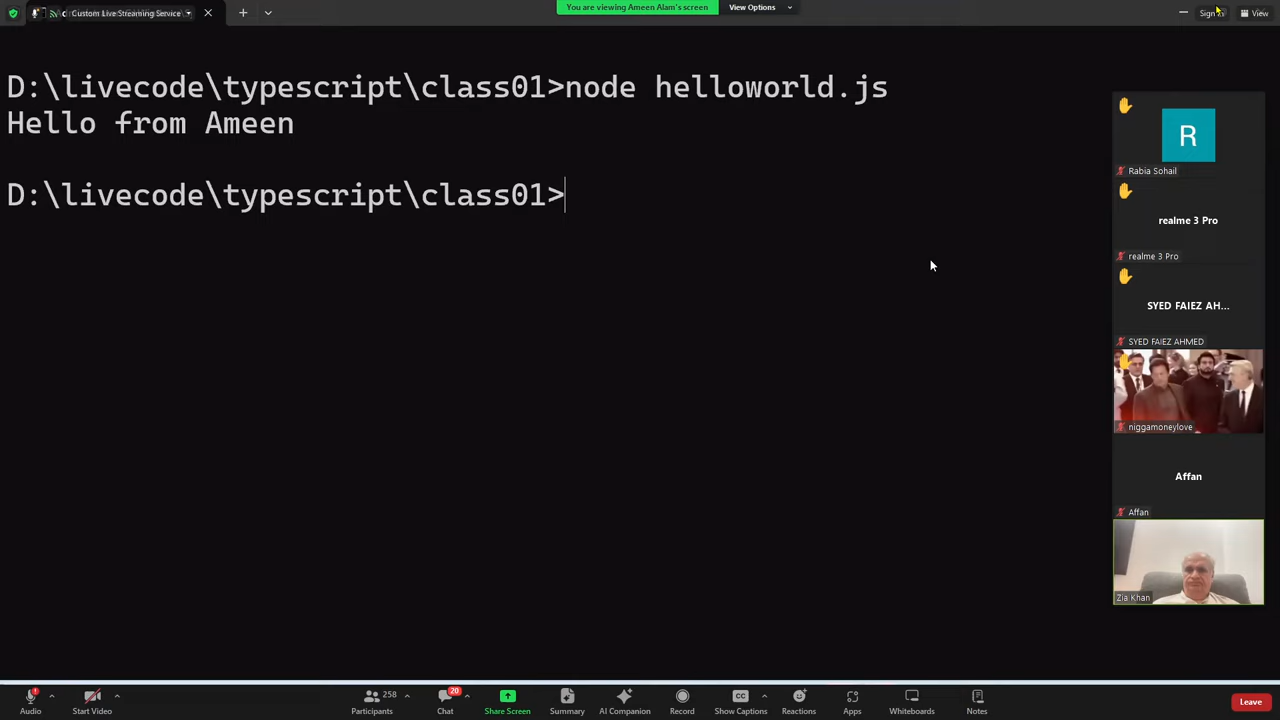 Custom Live Streaming Service
You are viewing Ameen Alam's screen
View Options
Sign
View
D:\livecode\typescript\class01>node helloworld.js
Hello from Ameen
D:\livecode\typescript\class01>
R
Rabia Sohail
realme 3 Pro
realme 3 Pro
SYED FAIEZ AH...
SYED FAIEZ AHMED
niggamoneylove
Affan
Affan
Zia Khan
Audio
Start Video
Participants
258
Chat
20
Share Screen
Summary
AI Companion
Record
CC
Show Captions
Reactions
Apps
Whiteboards
Notes
Leave